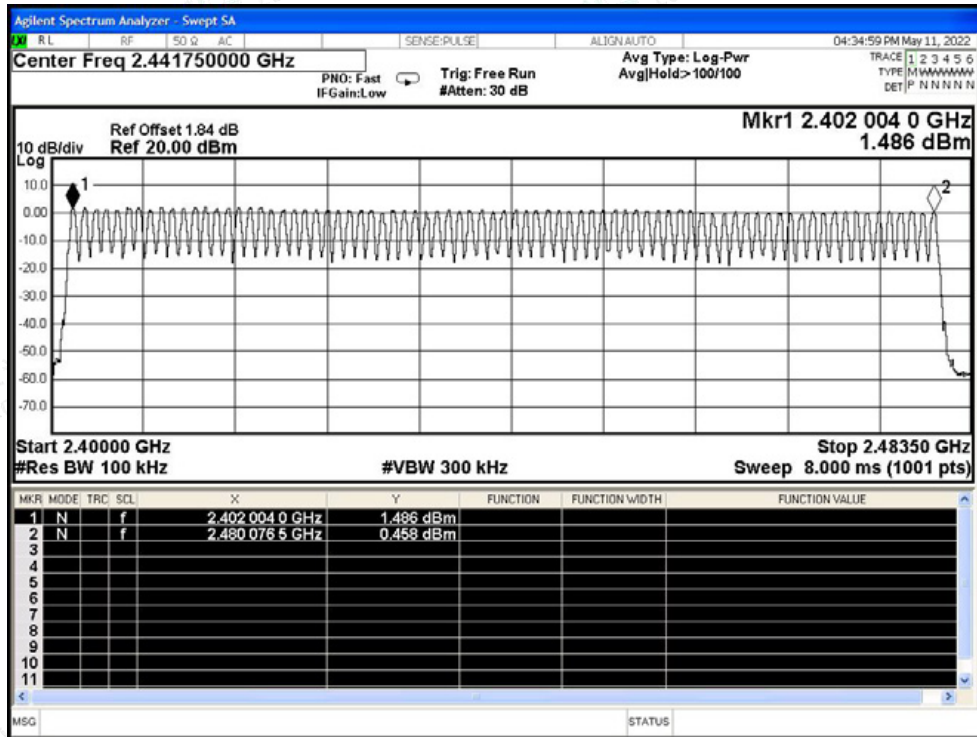 Agilent Spectrum Analyzer - Swept SA
RL RF 50 Ω AC SENSE:PULSE ALIGNAUTO 04:34:59 PM May 11, 2022
Center Freq 2.441750000 GHz
PNO: Fast
IFGain:Low
Trig: Free Run
#Atten: 30 dB
Avg Type: Log-Pwr
Avg|Hold:>100/100
TRACE 1 2 3 4 5 6
TYPE M
DET P N N N N N
Ref Offset 1.84 dB
10 dB/div Ref 20.00 dBm
Log
Mkr1 2.402 004 0 GHz
1.486 dBm
10.0
0.00
-10.0
-20.0
-30.0
-40.0
-50.0
-60.0
-70.0
1
2
Start 2.40000 GHz Stop 2.48350 GHz
#Res BW 100 kHz #VBW 300 kHz Sweep 8.000 ms (1001 pts)
MKR MODE TRC SCL X Y FUNCTION FUNCTION WIDTH FUNCTION VALUE
1 N f 2.402 004 0 GHz 1.486 dBm
2 N f 2.480 076 5 GHz 0.458 dBm
3
4
5
6
7
8
9
10
11
MSG STATUS